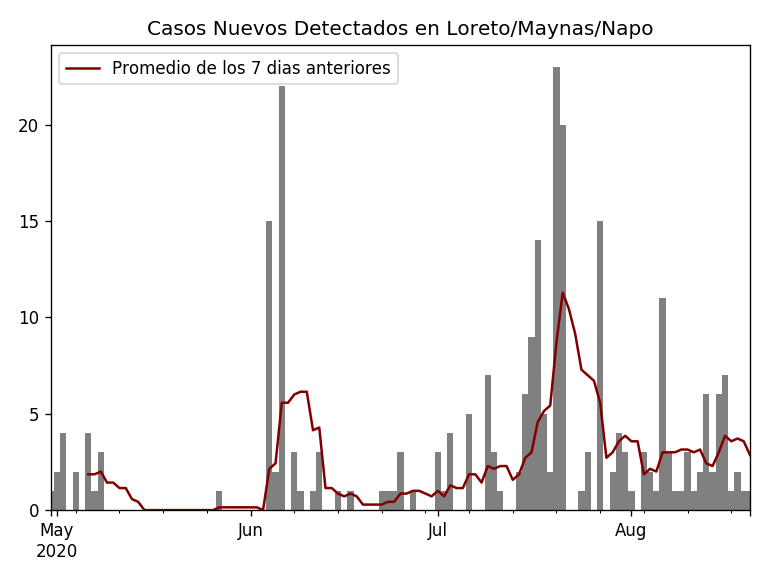 Casos Nuevos Detectados en Loreto/Maynas/Napo
Promedio de los 7 dias anteriores
20
15
10
5
0
May Jun Jul Aug
2020